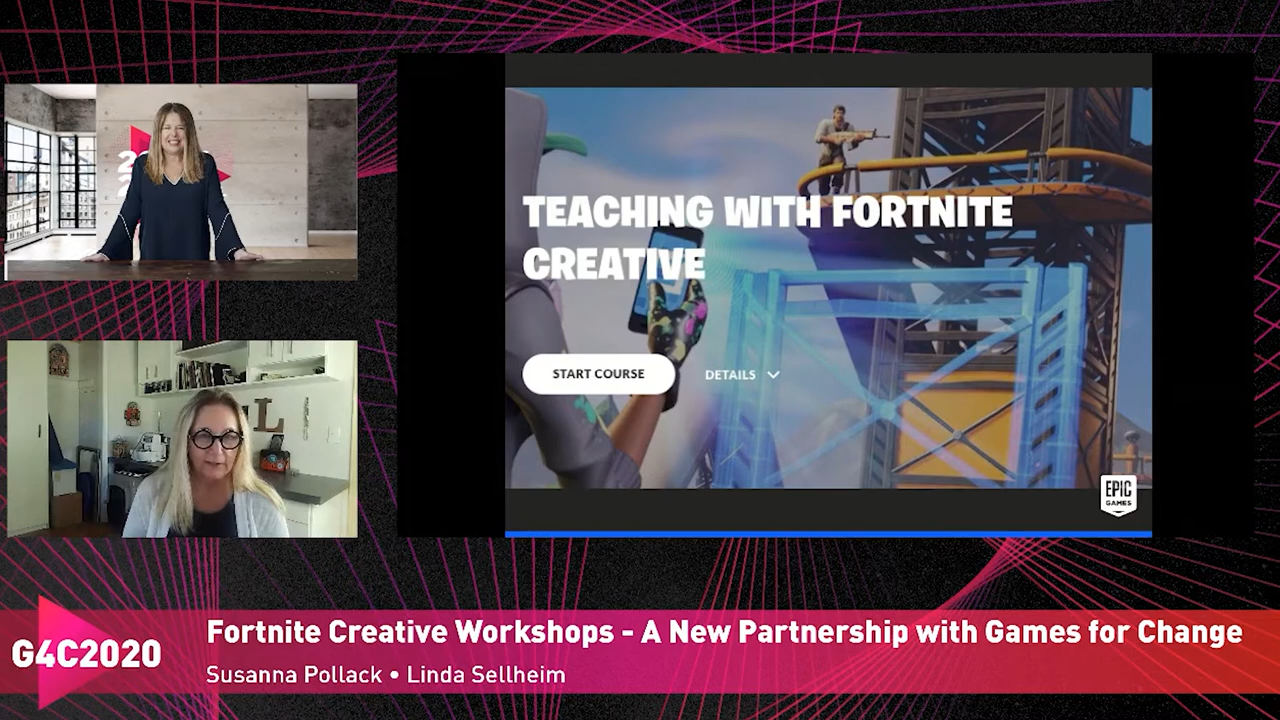 TEACHING WITH FORTNITE
CREATIVE
START COURSE
DETAILS
EPIC
GAMES
L
Fortnite Creative Workshops - A New Partnership with Games for Change
G4C2020
Susanna Pollack • Linda Sellheim